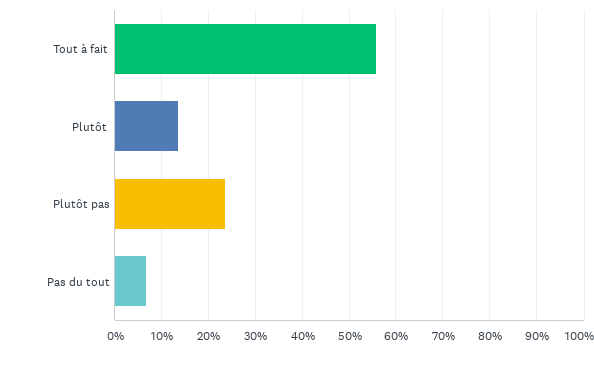 Tout à fait
Plutôt
Plutôt pas
Pas du tout
0% 10% 20% 30% 40% 50% 60% 70% 80% 90% 100%